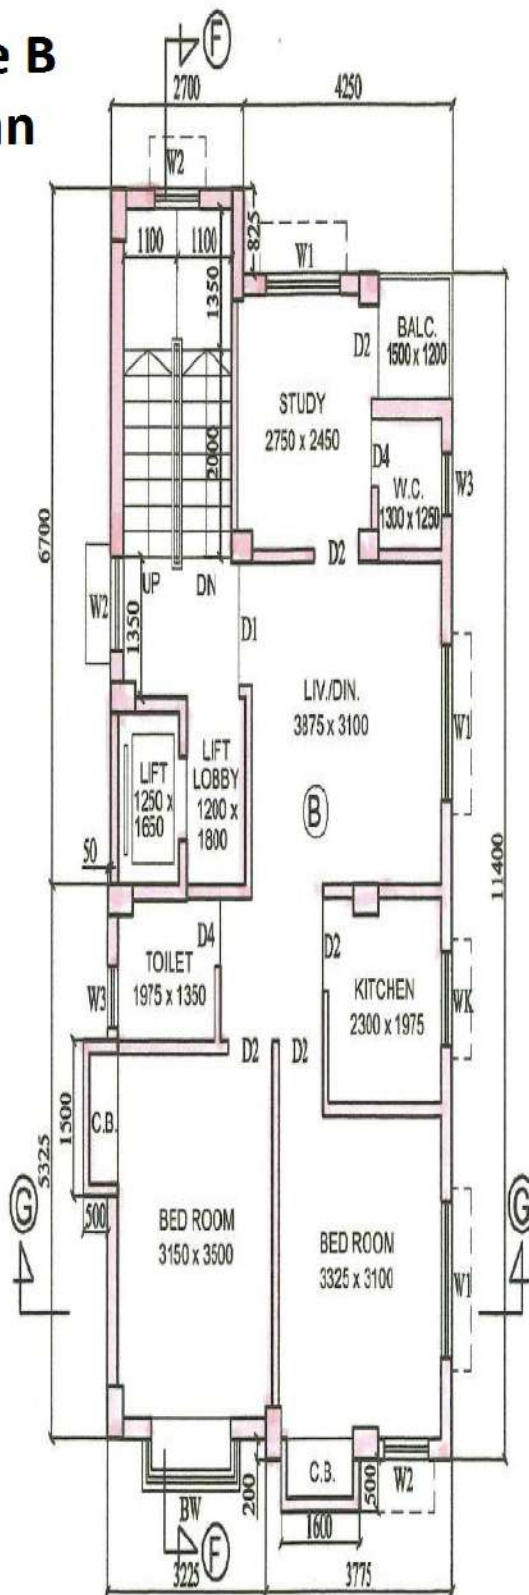 e B
an
F
2700
4250
W2
1100
1100
825
W1
1350
D2
BALC.
1500 x 1200
STUDY
2750 x 2450
2000
D4
W.C.
1300 x 1250
W3
6700
D2
UP
DN
W2
1350
D1
LIV./DIN.
3875 x 3100
W1
LIFT
1250 x
1650
LIFT
LOBBY
1200 x
1800
B
50
11400
D4
D2
TOILET
1975 x 1350
W3
KITCHEN
2300 x 1975
WK
D2
D2
1500
C.B.
5325
G
500
BED ROOM
3150 x 3500
BED ROOM
3325 x 3100
G
W1
C.B.
W2
500
200
BW
1600
F
3225
3775